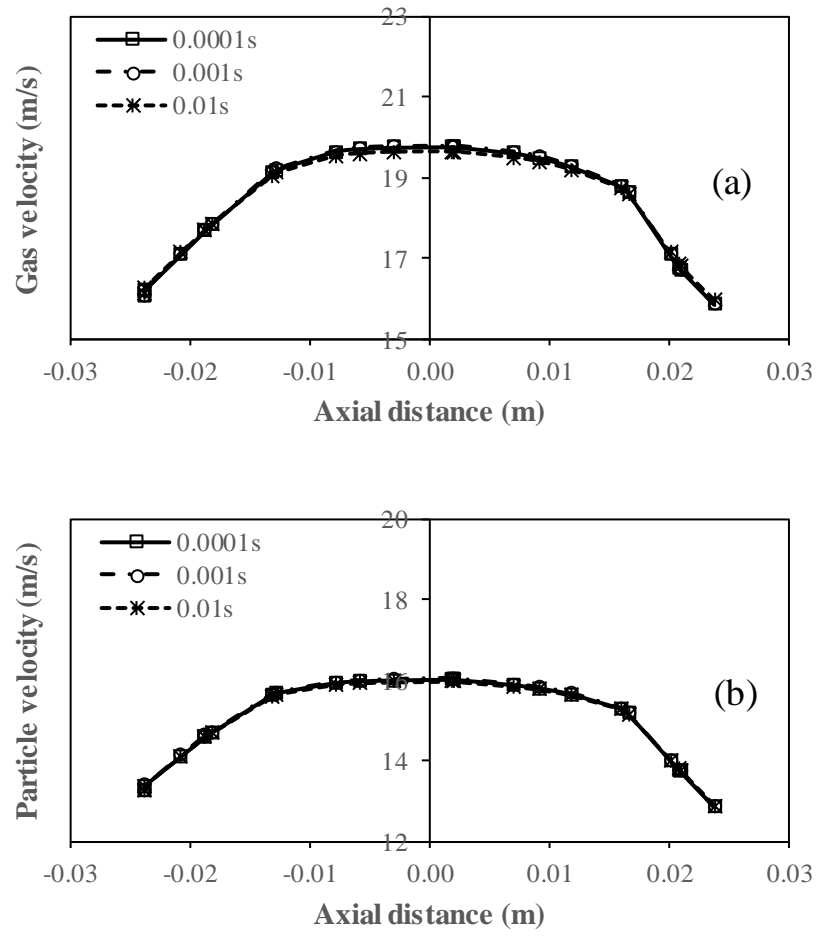 23
0.0001s
0.001s
0.01s
21
19
17
15
Gas velocity (m/s)
(a)
-0.03 -0.02 -0.01 0.00 0.01 0.02 0.03
Axial distance (m)
20
0.0001s
0.001s
0.01s
18
16
14
12
Particle velocity (m/s)
(b)
-0.03 -0.02 -0.01 0.00 0.01 0.02 0.03
Axial distance (m)